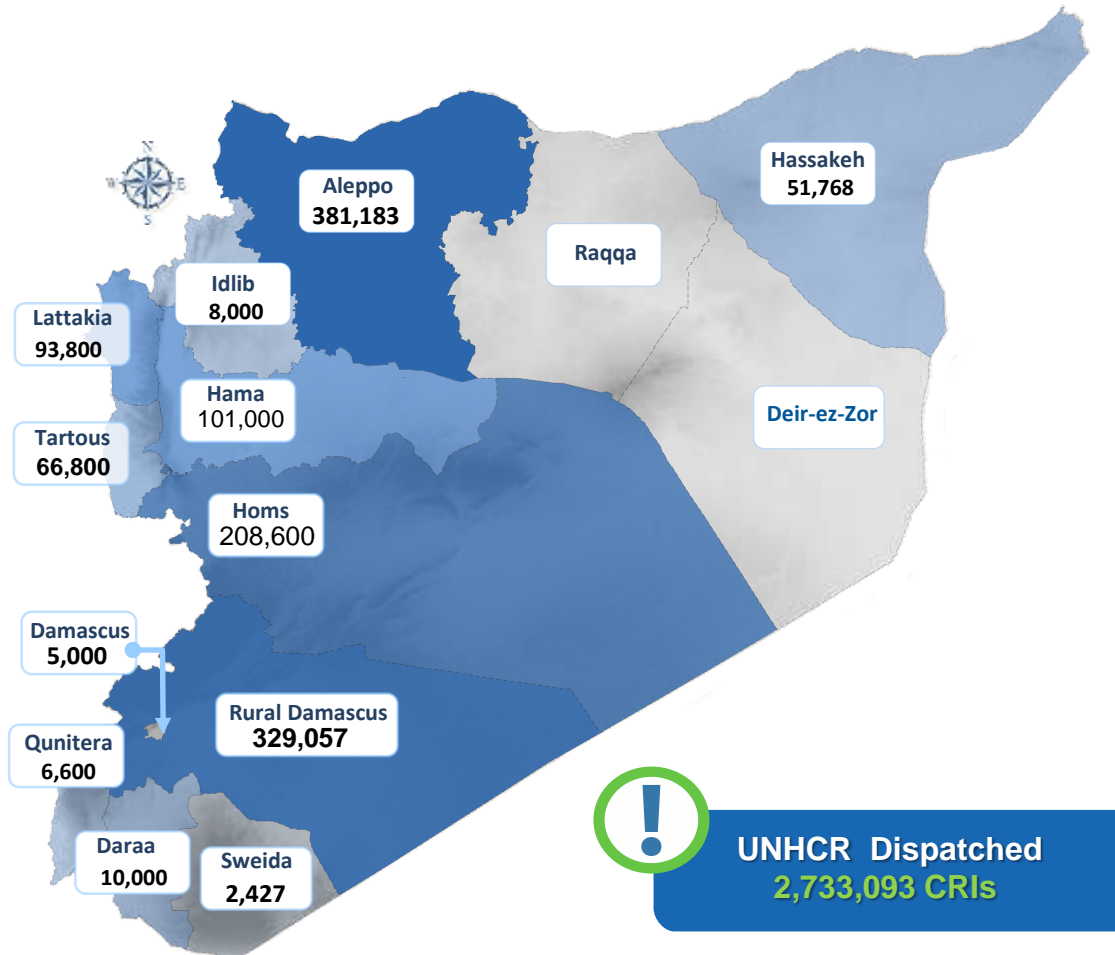 N
W E
S
Aleppo
381,183
Hassakeh
51,768
Raqqa
Idlib
8,000
Lattakia
93,800
Hama
101,000
Deir-ez-Zor
Tartous
66,800
Homs
208,600
Damascus
5,000
Rural Damascus
329,057
Qunitera
6,600
Daraa
10,000
Sweida
2,427
!
UNHCR Dispatched
2,733,093 CRIs